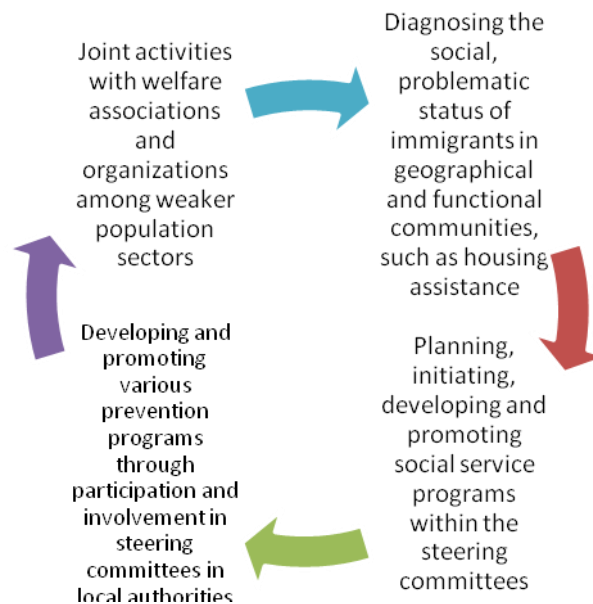 Joint activities
with welfare
associations
and
organizations
among weaker
population
sectors
Diagnosing the
social,
problematic
status of
immigrants in
geographical
and functional
communities,
such as housing
assistance
Planning,
initiating,
developing and
promoting
social service
programs
within the
steering
committees
Developing and
promoting
various
prevention
programs
through
participation and
involvement in
steering
committees in
local authorities